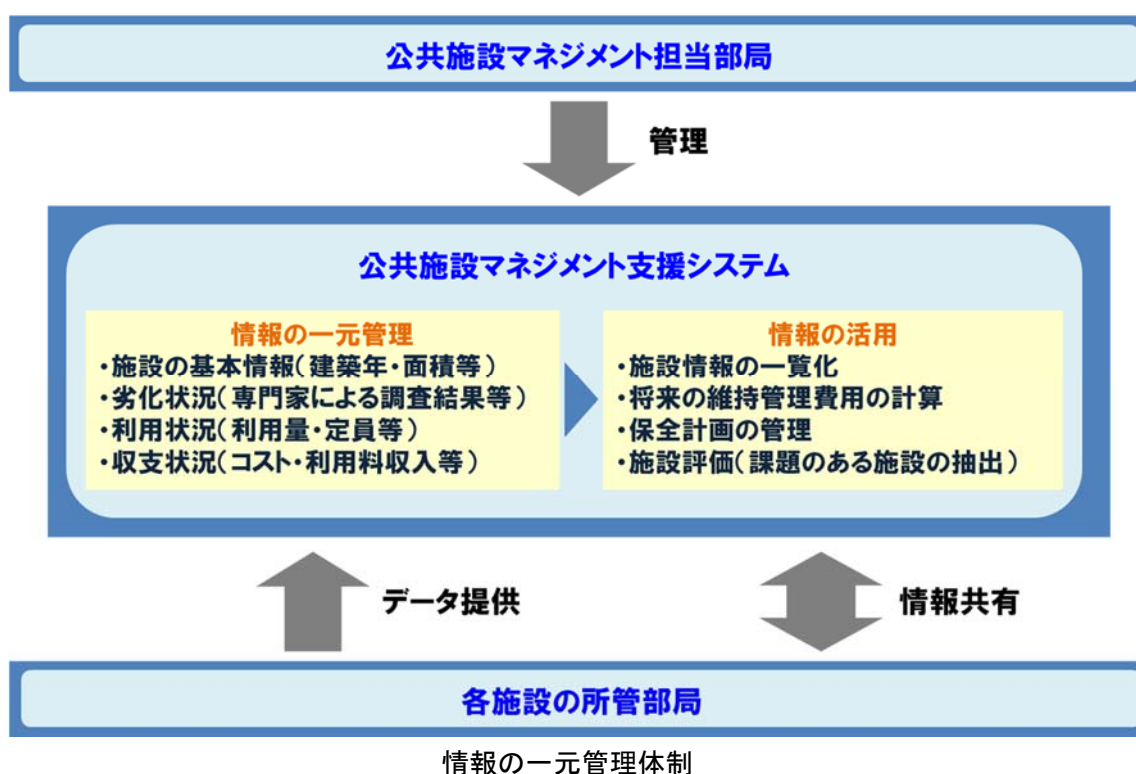 公共施設マネジメント担当部局
管理
公共施設マネジメント支援システム
情報の一元管理
・施設の基本情報(建築年・面積等)
・劣化状況(専門家による調査結果等)
・利用状況(利用量・定員等)
・収支状況(コスト・利用料収入等)
情報の活用
・施設情報の一覧化
・将来の維持管理費用の計算
・保全計画の管理
・施設評価(課題のある施設の抽出)
データ提供
情報共有
各施設の所管部局
情報の一元管理体制